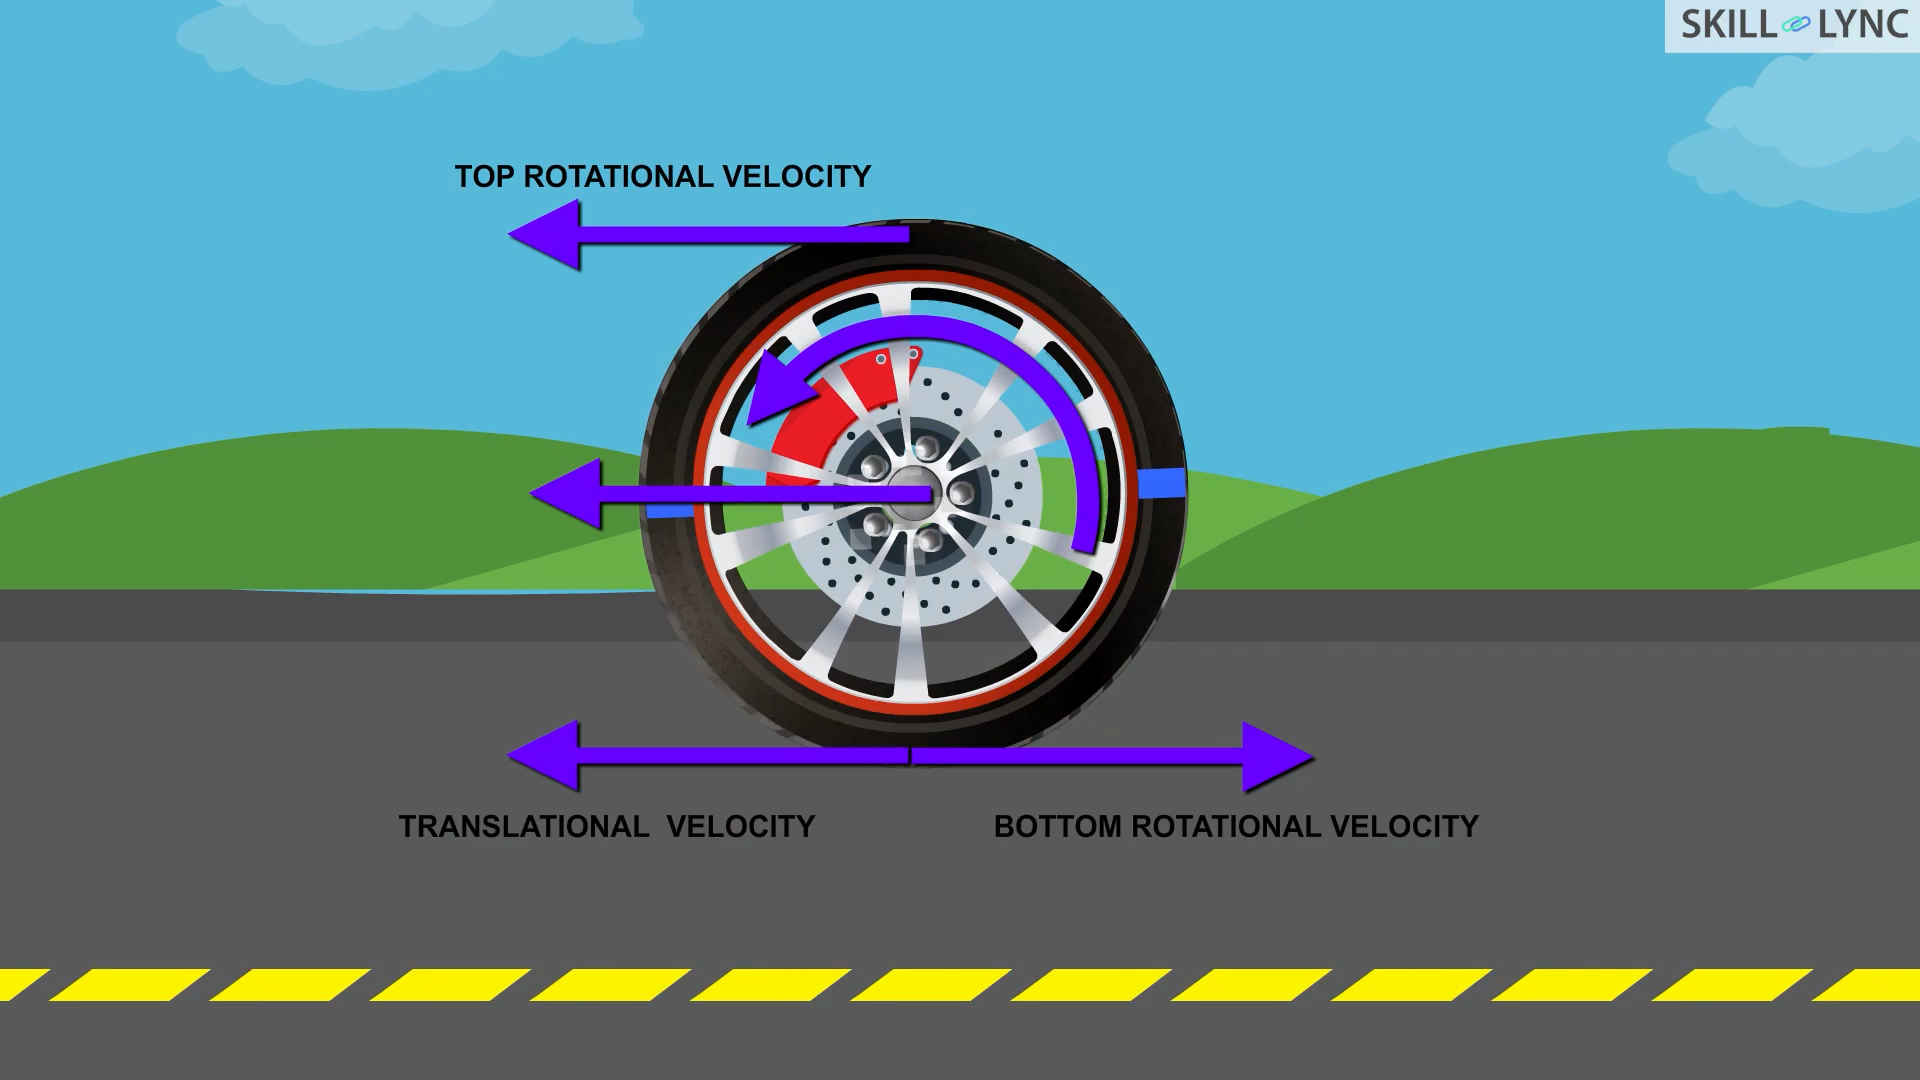 SKILL LYNC
TOP ROTATIONAL VELOCITY
TRANSLATIONAL VELOCITY
BOTTOM ROTATIONAL VELOCITY